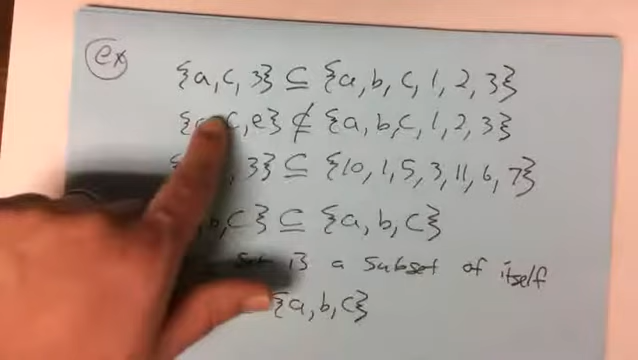 ex
{a, c, 3} ⊆ {a, b, c, 1, 2, 3}
c, e} ⊈ {a, b, c, 1, 2, 3}
{ , 3} ⊆ {10, 1, 5, 3, 11, 6, 7}
b, c} ⊆ {a, b, c}
set is a subset of itself
{a, b, c}